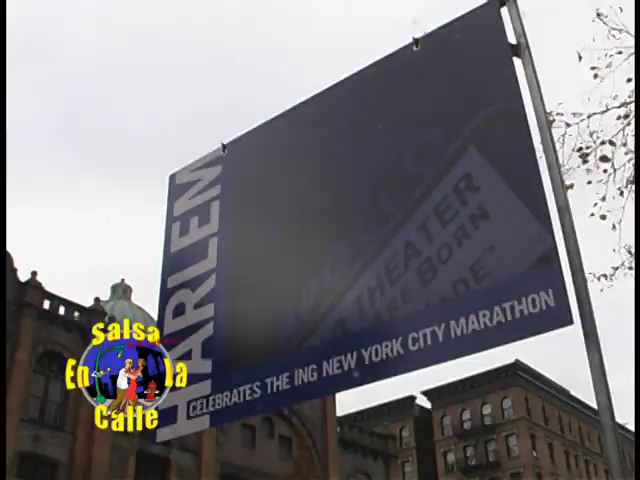 HARLEM
THEATER
BORN
CELEBRATES THE ING NEW YORK CITY MARATHON
Salsa
En la
Calle